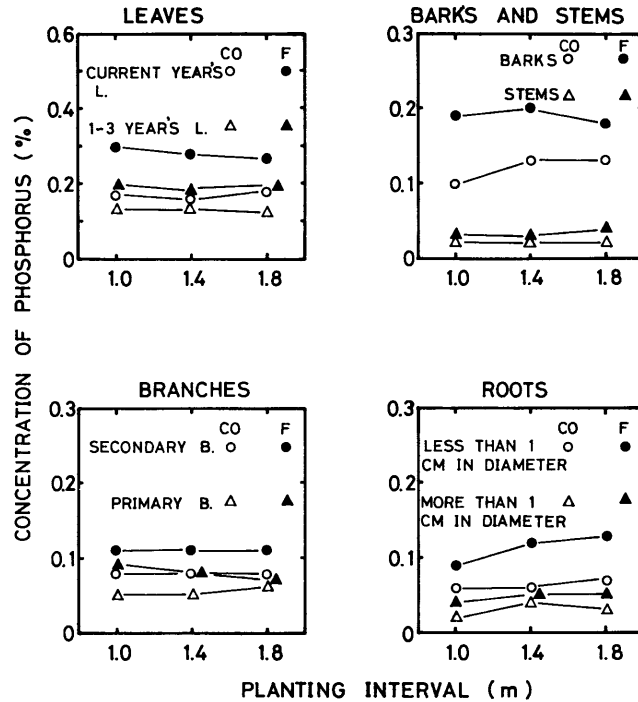 LEAVES
0.6
0.4
0.2
0
CO F
CURRENT YEAR'S
L.
1-3 YEAR'S L.
1.0 1.4 1.8
BARKS AND STEMS
0.3
0.2
0.1
0
CO F
BARKS
STEMS
1.0 1.4 1.8
CONCENTRATION OF PHOSPHORUS (%)
BRANCHES
0.3
0.2
0.1
0
CO F
SECONDARY B.
PRIMARY B.
1.0 1.4 1.8
ROOTS
0.3
0.2
0.1
0
CO F
LESS THAN 1
CM IN DIAMETER
MORE THAN 1
CM IN DIAMETER
1.0 1.4 1.8
PLANTING INTERVAL (m)